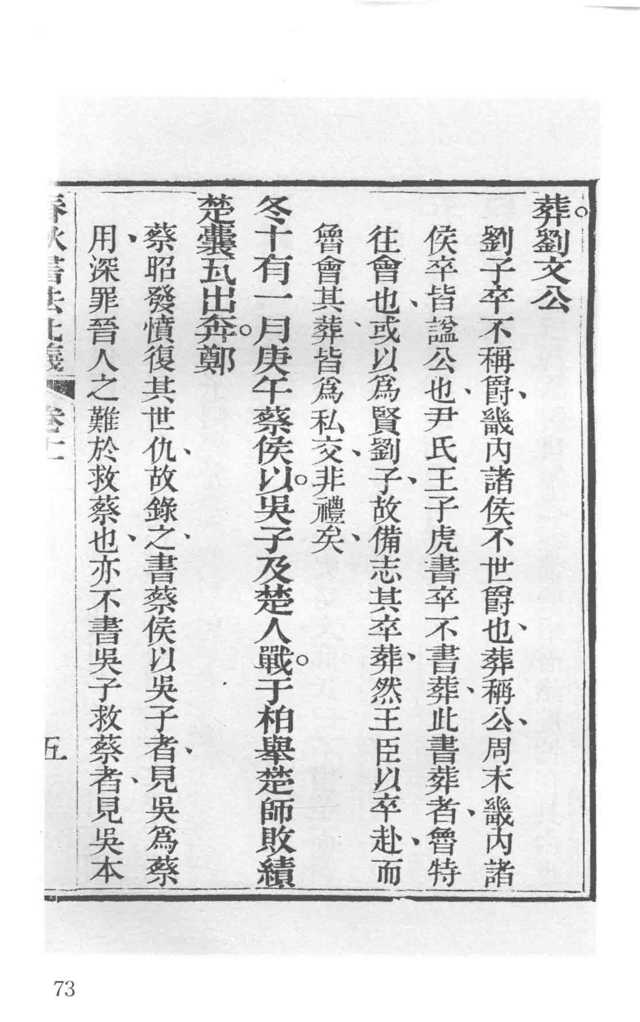 葬劉文公
劉子卒不稱爵畿内諸侯不世爵也葬稱公周末畿内諸
侯卒皆諡公也尹氏王子虎書卒不書葬此書葬者魯特
往會也或以爲賢劉子故備志其卒葬然王臣以卒赴而
魯會其葬皆爲私交非禮矣
冬十有一月庚午蔡侯以吳子及楚人戰于柏舉楚師敗績
楚囊瓦出奔鄭
蔡昭發憤復其世仇故錄之書蔡侯以吳子者見吳爲蔡
用深罪晉人之難於救蔡也亦不書吳子救蔡者見吳本
春秋書法比義 卷十一 五
73